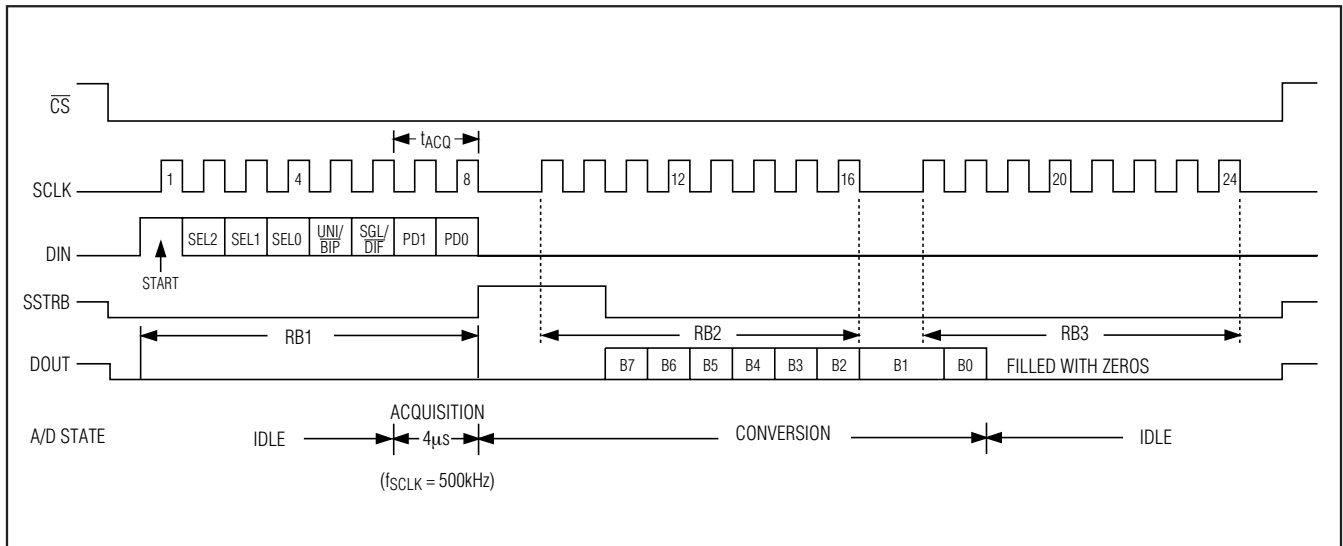 CS
tACQ
SCLK 1 4 8 12 16 20 24
DIN SEL2 SEL1 SEL0 UNI/BIP SGL/DIF PD1 PD0
START
SSTRB
RB1 RB2 RB3
DOUT B7 B6 B5 B4 B3 B2 B1 B0 FILLED WITH ZEROS
ACQUISITION
A/D STATE IDLE 4µs CONVERSION IDLE
(fSCLK = 500kHz)